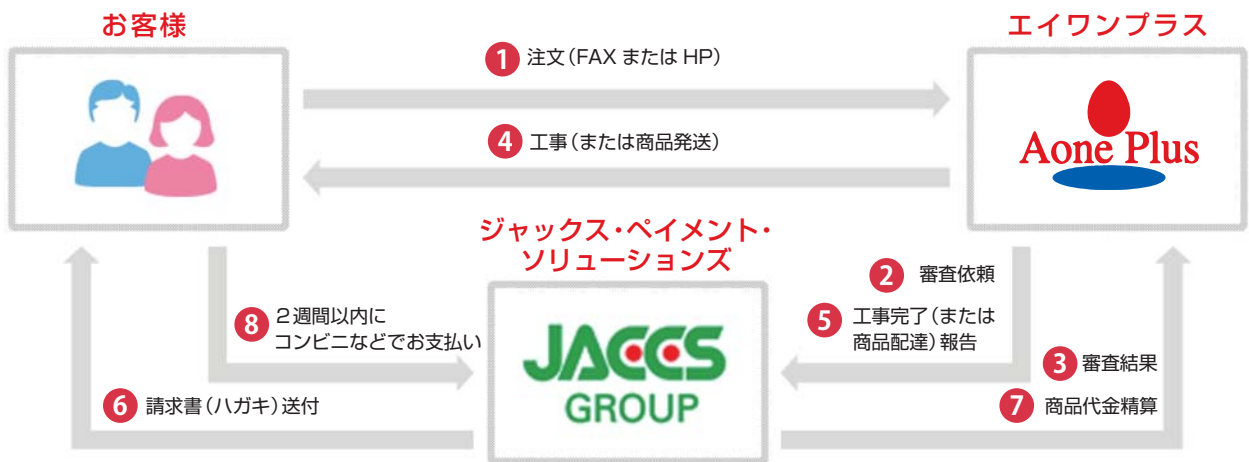 お客様
エイワンプラス
1 注文(FAX または HP)
Aone Plus
4 工事(または商品発送)
ジャックス・ペイメント・
ソリューションズ
2 審査依頼
8 2週間以内に
コンビニなどでお支払い
5 工事完了(または
商品配達)報告
JACCS
GROUP
3 審査結果
6 請求書(ハガキ)送付
7 商品代金精算